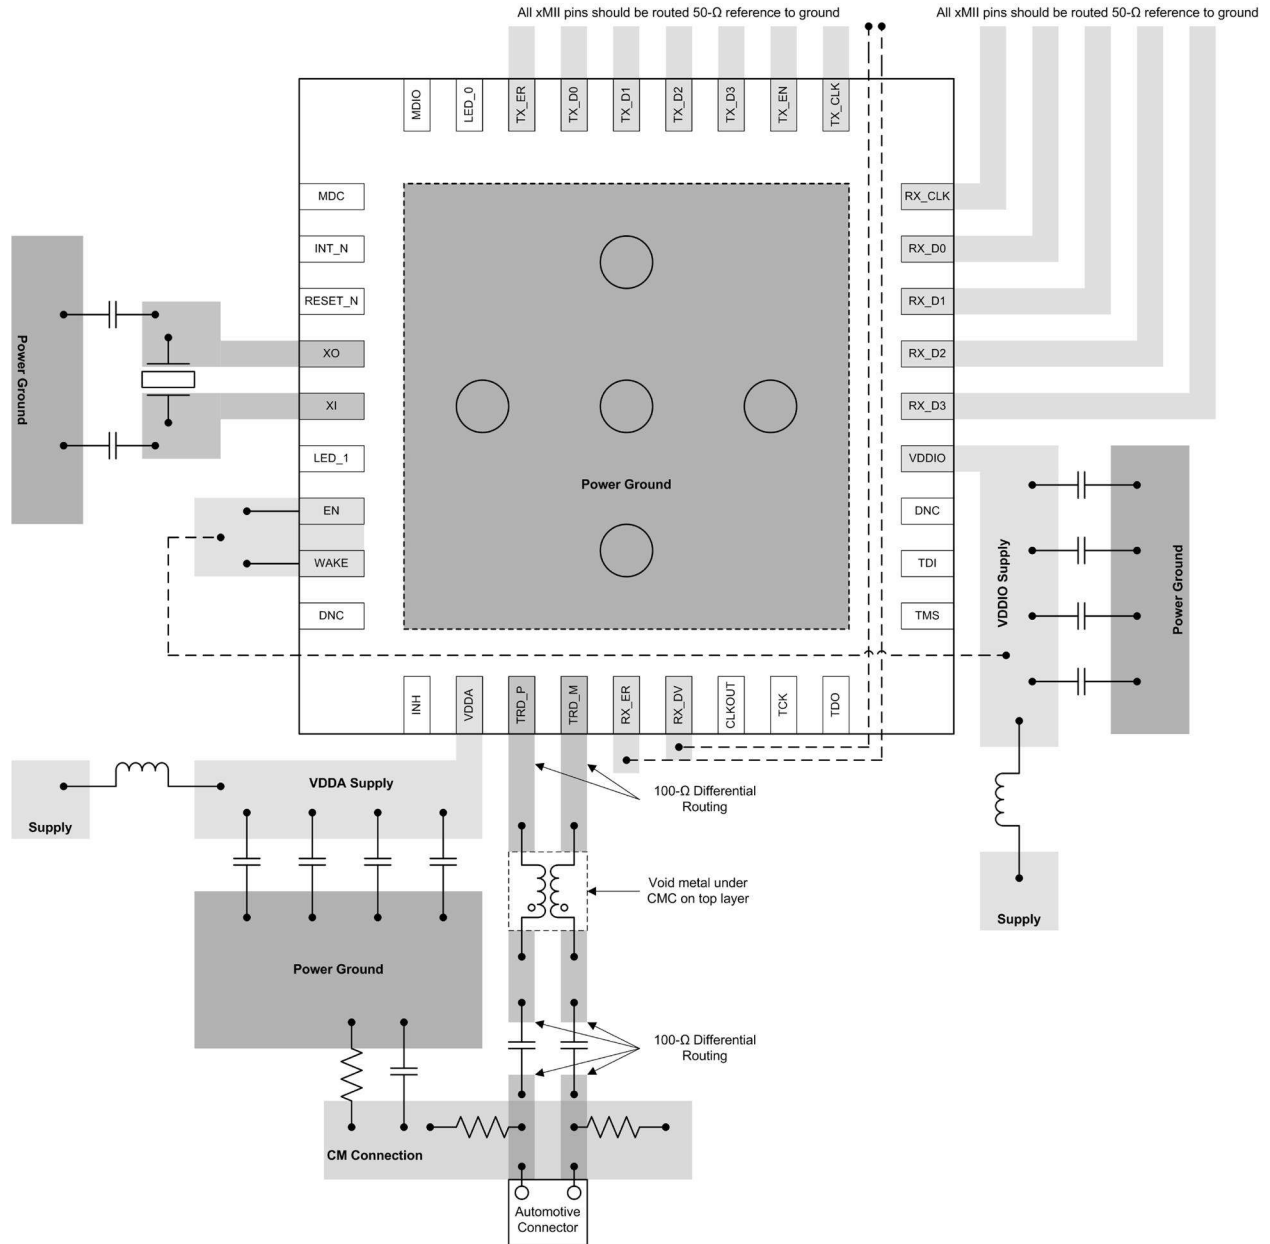 All xMII pins should be routed 50-Ω reference to ground
All xMII pins should be routed 50-Ω reference to ground
MDIO
LED_0
TX_ER
TX_D0
TX_D1
TX_D2
TX_D3
TX_EN
TX_CLK
MDC
INT_N
RESET_N
XO
XI
LED_1
EN
WAKE
DNC
Power Ground
Power Ground
RX_CLK
RX_D0
RX_D1
RX_D2
RX_D3
VDDIO
DNC
TDI
TMS
VDDIO Supply
Power Ground
INH
VDDA
TRD_P
TRD_M
RX_ER
RX_DV
CLKOUT
TCK
TDO
VDDA Supply
Supply
100-Ω Differential
Routing
Void metal under
CMC on top layer
Supply
Power Ground
100-Ω Differential
Routing
CM Connection
Automotive
Connector